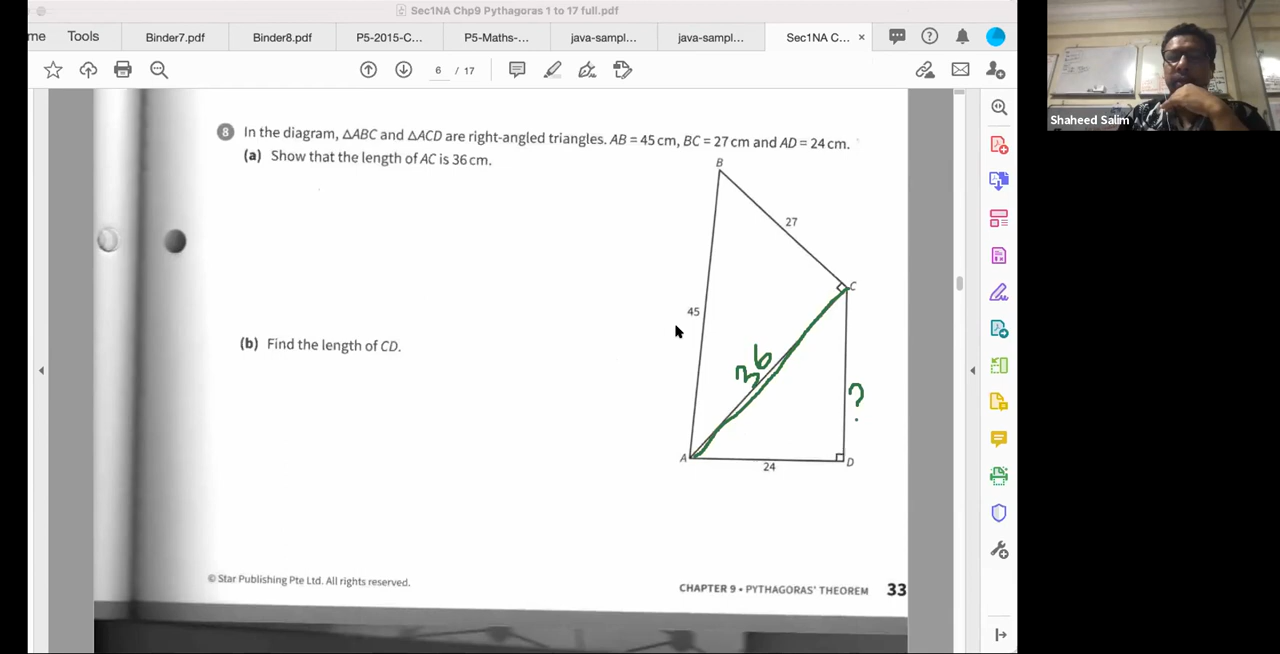 Sec1NA Chp9 Pythagoras 1 to 17 full.pdf
me Tools Binder7.pdf Binder8.pdf P5-2015-C... P5-Maths-... java-sampl... java-sampl... Sec1NA C... ×
6 / 17
Shaheed Salim
8 In the diagram, △ABC and △ACD are right-angled triangles. AB = 45 cm, BC = 27 cm and AD = 24 cm.
(a) Show that the length of AC is 36 cm.
B
27
C
45
36
?
(b) Find the length of CD.
A
D
24
© Star Publishing Pte Ltd. All rights reserved.
CHAPTER 9 • PYTHAGORAS' THEOREM 33